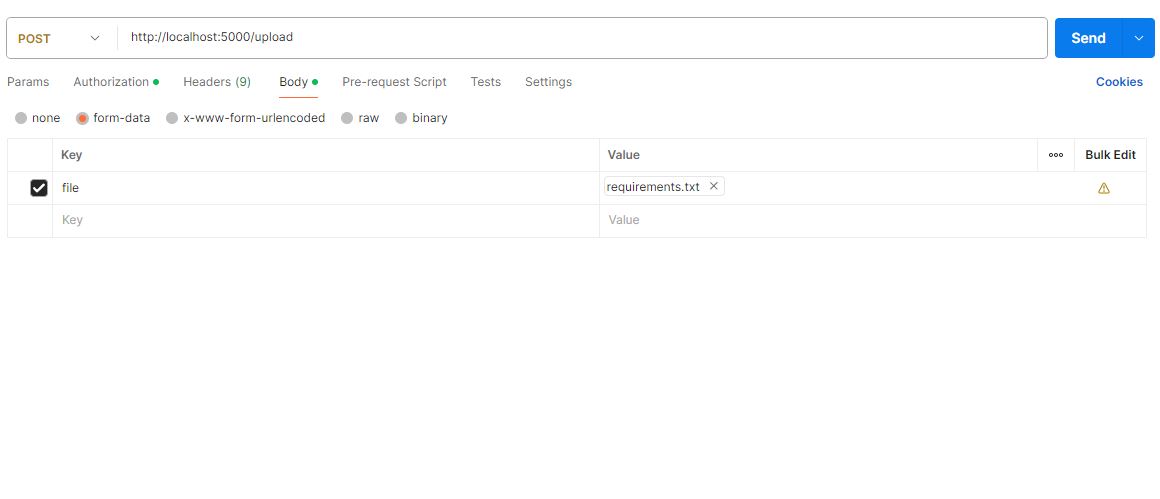 POST http://localhost:5000/upload Send
Params Authorization Headers (9) Body Pre-request Script Tests Settings Cookies
none form-data x-www-form-urlencoded raw binary
Key Value Bulk Edit
file requirements.txt
Key Value